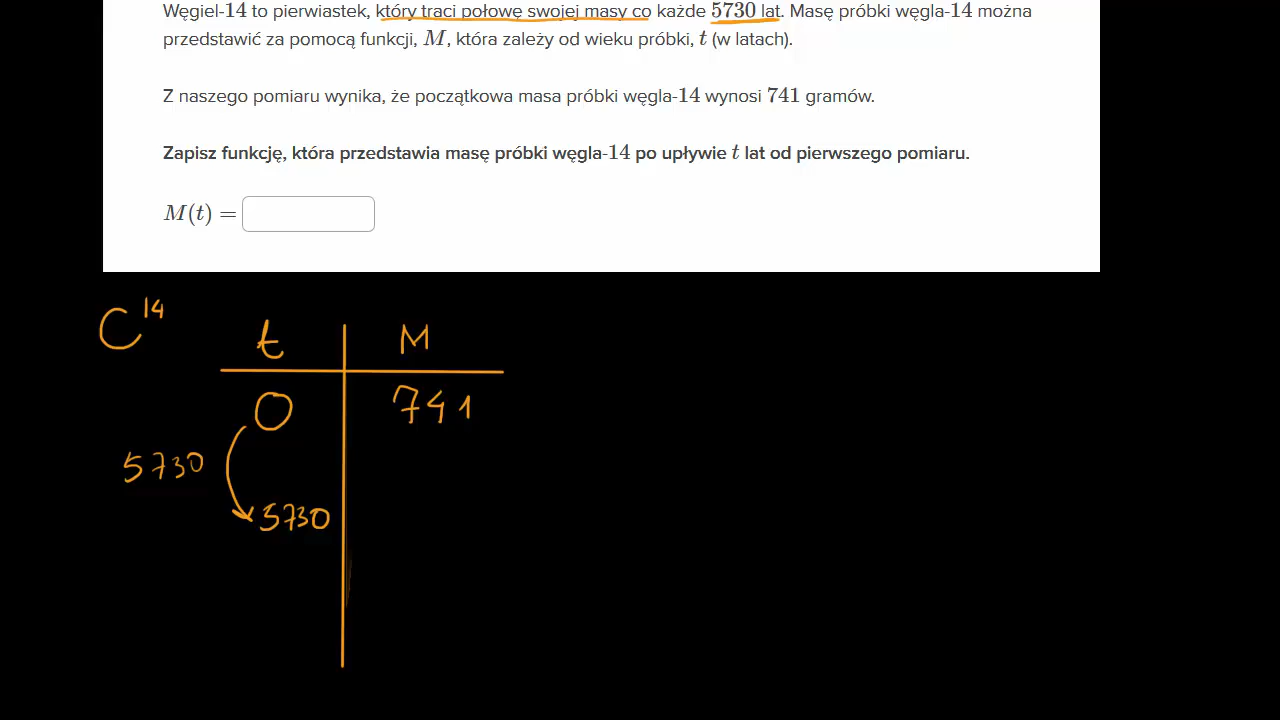 Węgiel-14 to pierwiastek, który traci połowę swojej masy co każde 5730 lat. Masę próbki węgla-14 można
przedstawić za pomocą funkcji, M, która zależy od wieku próbki, t (w latach).
Z naszego pomiaru wynika, że początkowa masa próbki węgla-14 wynosi 741 gramów.
Zapisz funkcję, która przedstawia masę próbki węgla-14 po upływie t lat od pierwszego pomiaru.
M(t) =
C¹⁴
t M
0 741
5730
5730